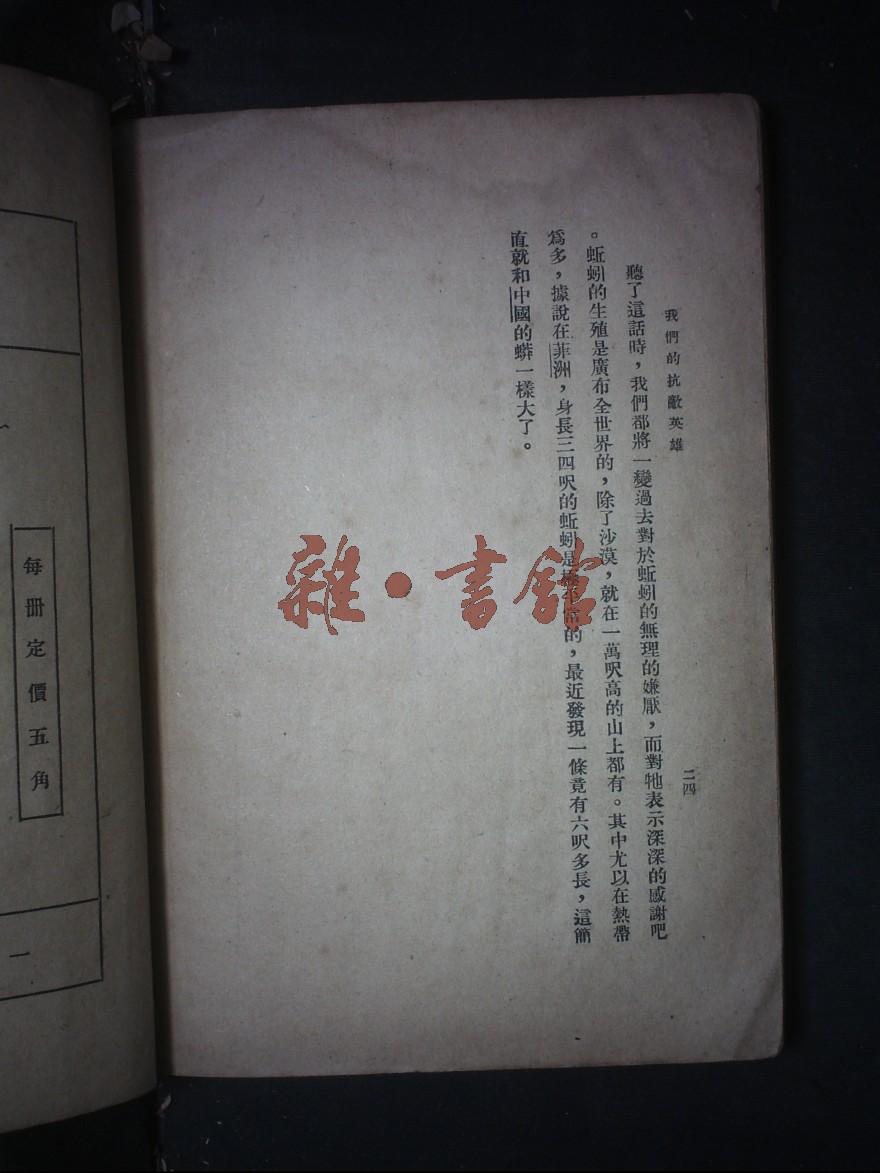 我們的抗敵英雄
二四
聽了這話時，我們都將一變過去對於蚯蚓的無理的嫌厭，而對牠表示深深的感謝吧
。蚯蚓的生殖是廣布全世界的，除了沙漠，就在一萬呎高的山上都有。其中尤以在熱帶
爲多，據說在菲洲，身長三四呎的蚯蚓是的，最近發現一條竟有六呎多長，這簡
直就和中國的蟒一樣大了。
雜·書館
每冊定價五角
一